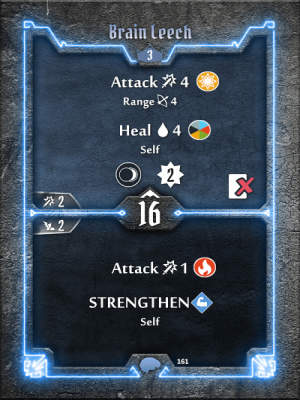 Brain Leech
3
Attack 4
Range 4
Heal 4
Self
2
2
16
2
Attack 1
STRENGTHEN
Self
161